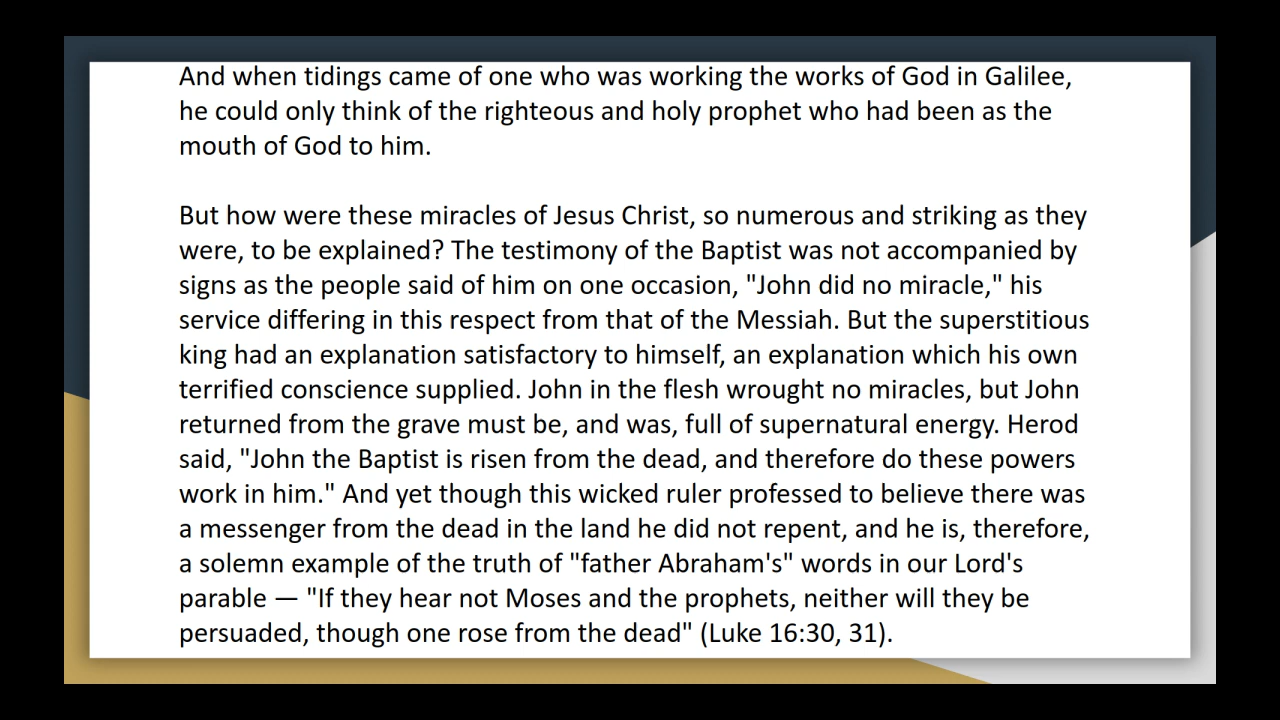 And when tidings came of one who was working the works of God in Galilee,
he could only think of the righteous and holy prophet who had been as the
mouth of God to him.
But how were these miracles of Jesus Christ, so numerous and striking as they
were, to be explained? The testimony of the Baptist was not accompanied by
signs as the people said of him on one occasion, "John did no miracle," his
service differing in this respect from that of the Messiah. But the superstitious
king had an explanation satisfactory to himself, an explanation which his own
terrified conscience supplied. John in the flesh wrought no miracles, but John
returned from the grave must be, and was, full of supernatural energy. Herod
said, "John the Baptist is risen from the dead, and therefore do these powers
work in him." And yet though this wicked ruler professed to believe there was
a messenger from the dead in the land he did not repent, and he is, therefore,
a solemn example of the truth of "father Abraham's" words in our Lord's
parable — "If they hear not Moses and the prophets, neither will they be
persuaded, though one rose from the dead" (Luke 16:30, 31).